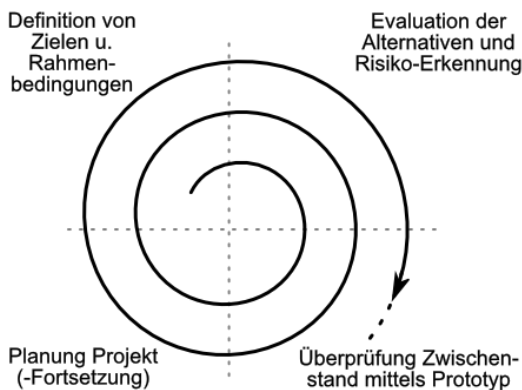 Definition von
Zielen u.
Rahmen-
bedingungen
Evaluation der
Alternativen und
Risiko-Erkennung
Planung Projekt
(-Fortsetzung)
Überprüfung Zwischen-
stand mittels Prototyp